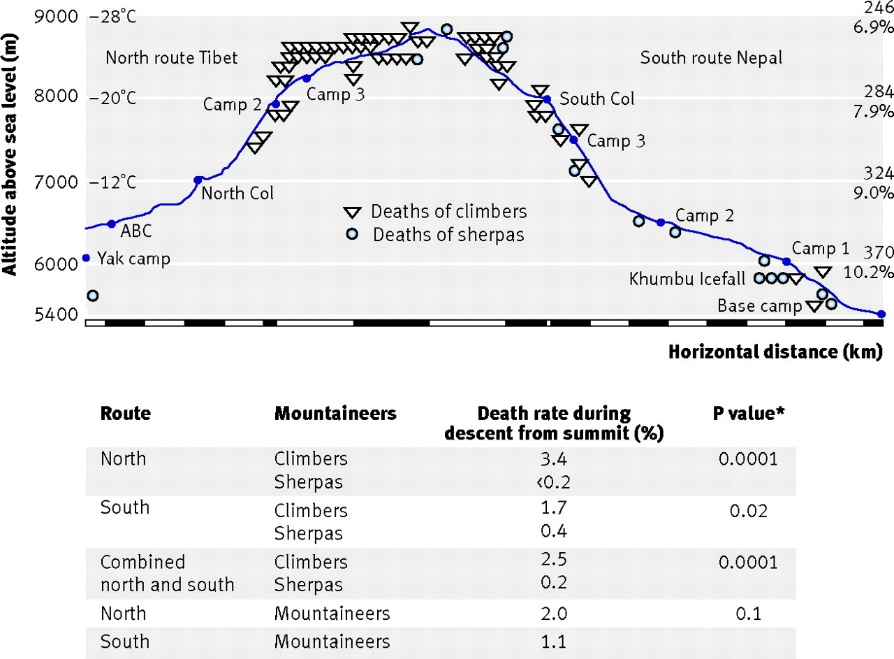 9000 –28°C 246
6.9%
North route Tibet South route Nepal
8000 –20°C Camp 2 Camp 3 South Col 284
7.9%
Camp 3
7000 –12°C North Col 324
9.0%
Deaths of climbers
Deaths of sherpas
Camp 2
ABC
Yak camp
Camp 1 370
6000 10.2%
Khumbu Icefall
Base camp
5400
Altitude above sea level (m)
Horizontal distance (km)
Route Mountaineers Death rate during descent from summit (%) P value*
North Climbers 3.4 0.0001
Sherpas <0.2
South Climbers 1.7 0.02
Sherpas 0.4
Combined Climbers 2.5 0.0001
north and south Sherpas 0.2
North Mountaineers 2.0 0.1
South Mountaineers 1.1